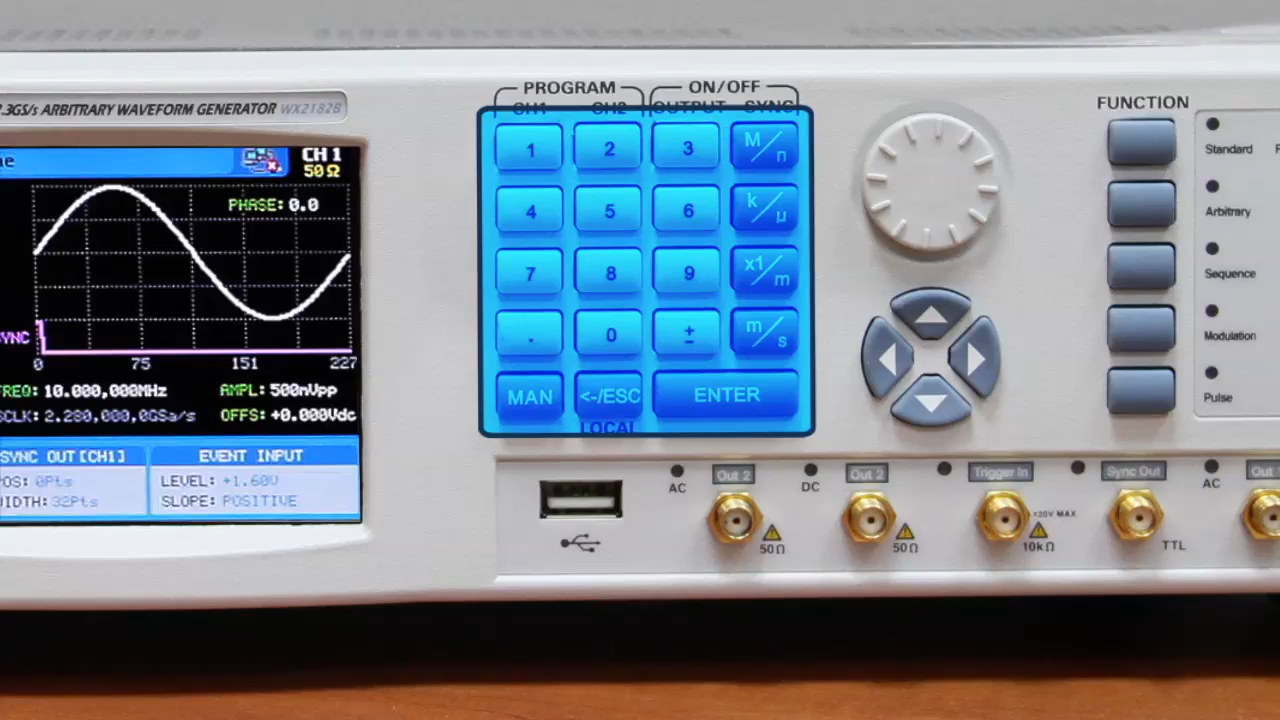 .3GS/s ARBITRARY WAVEFORM GENERATOR WX2182B
CH 1
50Ω
PHASE: 0.0
SYNC
0 75 151 227
FREQ: 10.000,000MHz AMPL: 500mVpp
SCLK: 2.280,000,0GSa/s OFFS: +0.000Vdc
SYNC OUT [CH1] EVENT INPUT
POS: 0Pts LEVEL: +1.60V
WIDTH: 32Pts SLOPE: POSITIVE
PROGRAM ON/OFF
CH1 CH2 OUTPUT SYNC
1 2 3 M/n
4 5 6 k/μ
7 8 9 x1/m
. 0 ± m/s
MAN <-/ESC ENTER
LOCAL
FUNCTION
Standard
Arbitrary
Sequence
Modulation
Pulse
AC Out 2 DC Out 2 Trigger In Sync Out AC Out
50Ω 50Ω 10kΩ TTL
±20V MAX